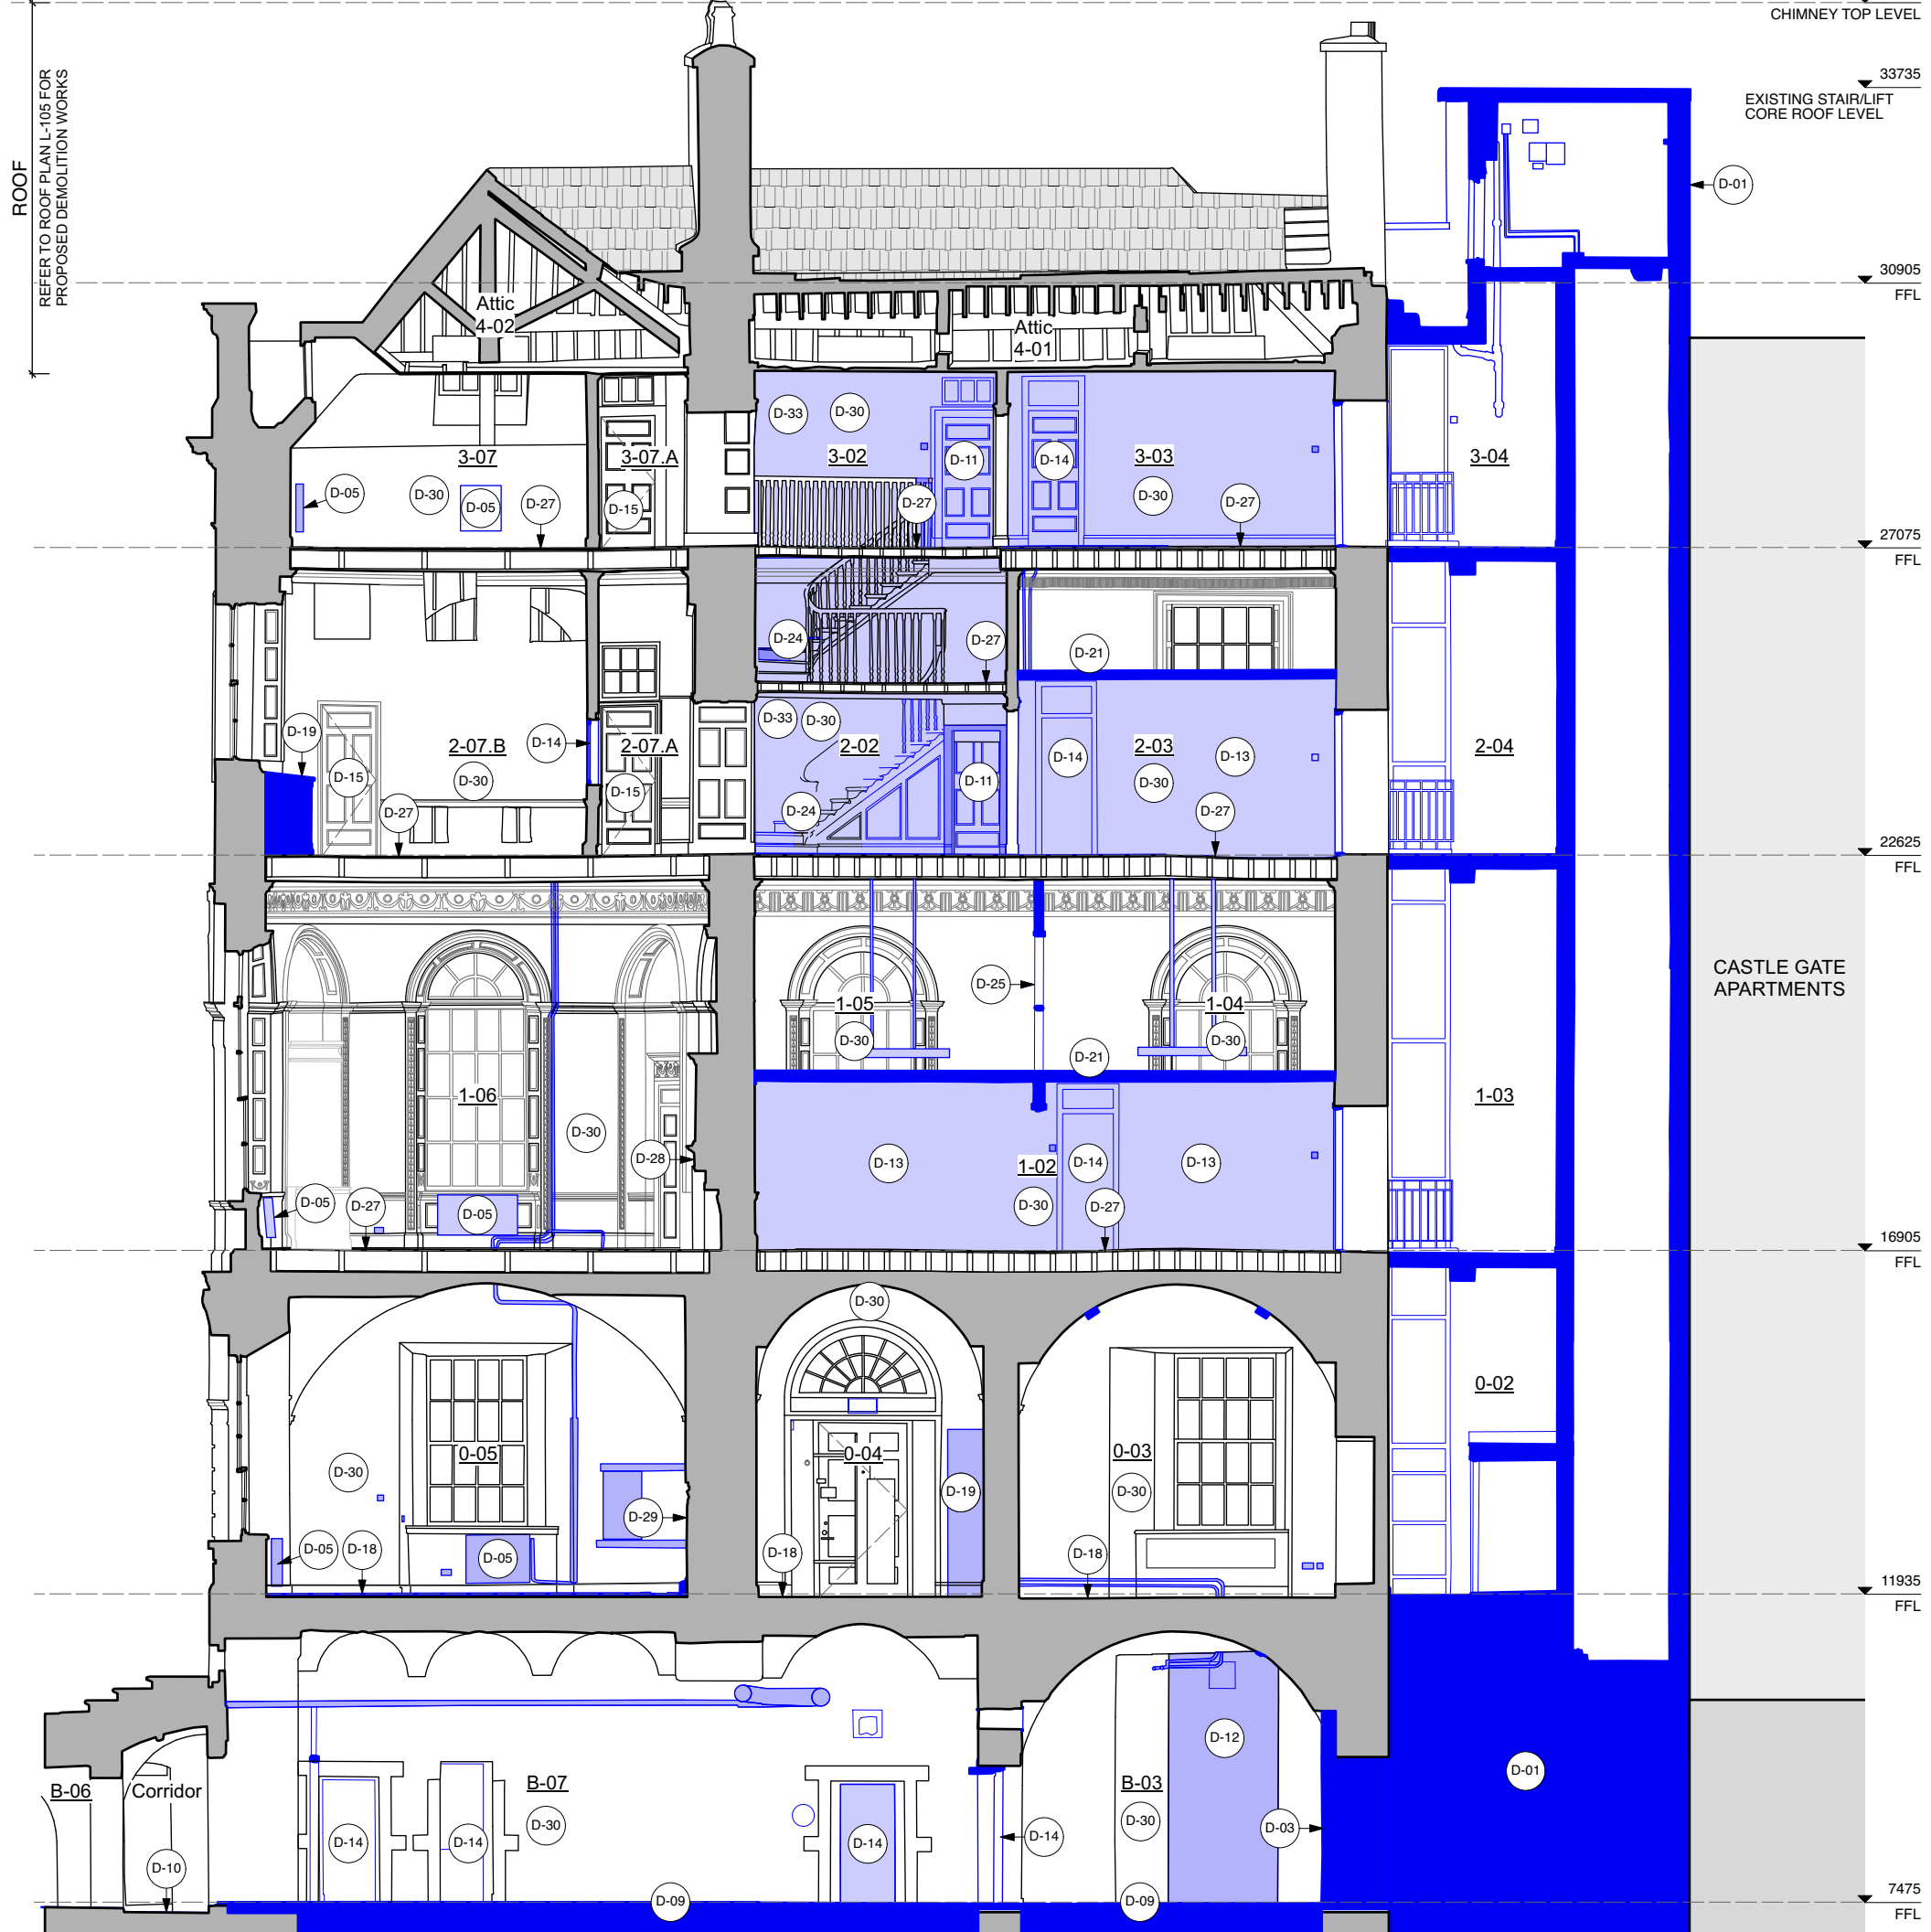 CHIMNEY TOP LEVEL
33735
EXISTING STAIR/LIFT
CORE ROOF LEVEL
ROOF
REFER TO ROOF PLAN L-105 FOR
PROPOSED DEMOLITION WORKS
D-01
30905
FFL
Attic
4-02
Attic
4-01
D-33
D-30
3-07
3-07.A
3-02
D-11
D-14
3-03
3-04
D-05
D-30
D-05
D-27
D-15
D-27
D-30
D-27
27075
FFL
D-24
D-27
D-21
D-19
D-15
2-07.B
D-30
D-14
2-07.A
D-15
D-27
D-33
D-30
2-02
D-24
D-11
D-14
2-03
D-30
D-13
D-27
2-04
22625
FFL
D-25
1-05
D-30
1-04
D-30
D-21
CASTLE GATE
APARTMENTS
1-06
D-30
D-28
1-03
D-13
1-02
D-14
D-13
D-30
D-27
D-05
D-27
D-05
16905
FFL
D-30
0-02
0-05
0-04
0-03
D-30
D-19
D-30
D-29
D-05
D-18
D-05
D-18
D-18
11935
FFL
D-12
D-01
B-06
Corridor
B-07
D-30
B-03
D-30
D-03
D-14
D-14
D-14
D-14
D-10
D-09
D-09
7475
FFL